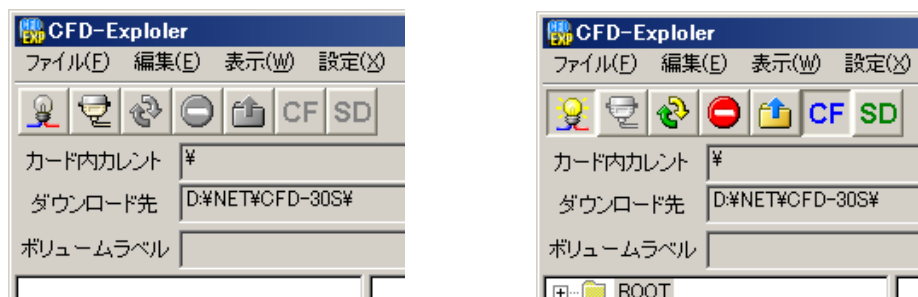 CFD-Exploler
ファイル(F) 編集(E) 表示(W) 設定(X)
CF SD
カード内カレント ¥
ダウンロード先 D:¥NET¥CFD-30S¥
ボリュームラベル
CFD-Exploler
ファイル(F) 編集(E) 表示(W) 設定(X)
CF SD
カード内カレント ¥
ダウンロード先 D:¥NET¥CFD-30S¥
ボリュームラベル
ROOT